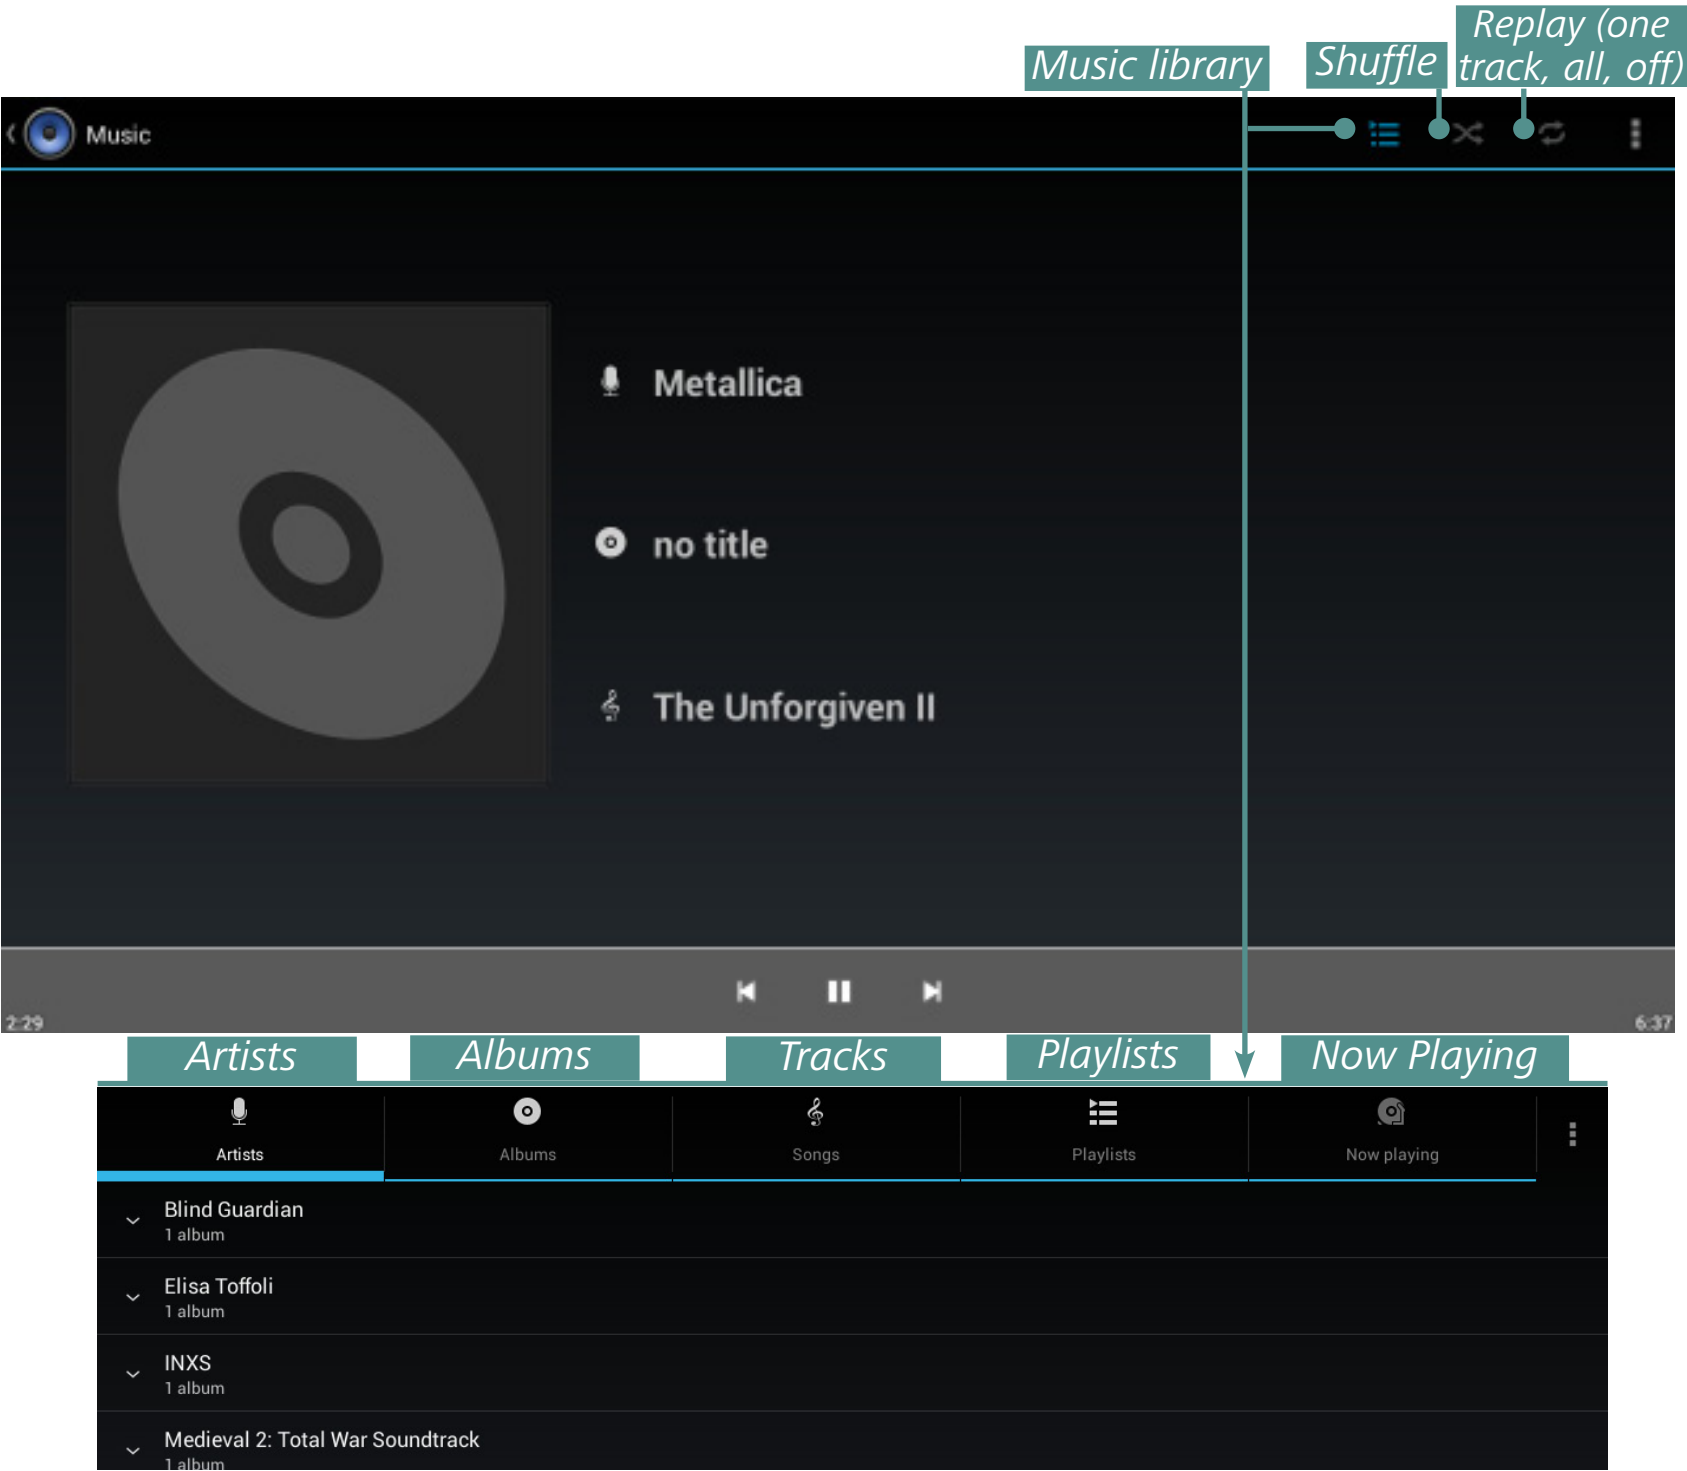 Music library
Shuffle
Replay (one
track, all, off)
Music
Metallica
no title
The Unforgiven II
2:29
6:37
Artists
Albums
Tracks
Playlists
Now Playing
Artists
Albums
Songs
Playlists
Now playing
Blind Guardian
1 album
Elisa Toffoli
1 album
INXS
1 album
Medieval 2: Total War Soundtrack
1 album